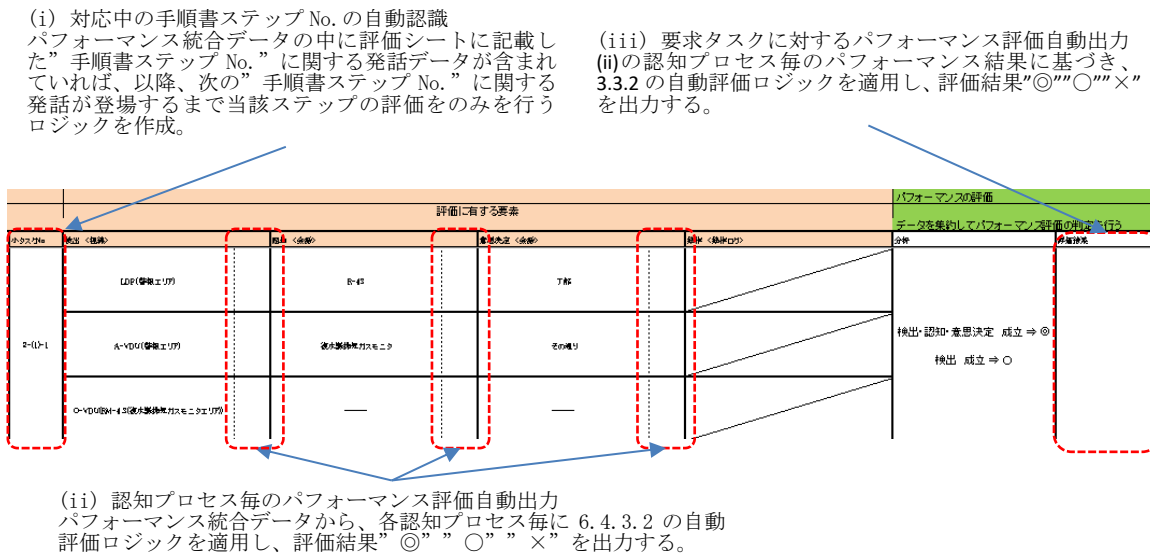 (i) 対応中の手順書ステップ No.の自動認識
パフォーマンス統合データの中に評価シートに記載し
た”手順書ステップ No.”に関する発話データが含まれ
ていれば、以降、次の”手順書ステップ No.”に関する
発話が登場するまで当該ステップの評価をのみを行う
ロジックを作成。
(iii) 要求タスクに対するパフォーマンス評価自動出力
(ii)の認知プロセス毎のパフォーマンス結果に基づき、
3.3.2 の自動評価ロジックを適用し、評価結果”◎””○””×”
を出力する。
パフォーマンスの評価
評価に有する要素
データを集約してパフォーマンス評価の判定を行う
小タスクNo
検出 <視線>
認知 <会話>
意思決定 <会話>
操作 <操作ログ>
分析
評価結果
LDP(警報エリア)
R-43
了解
2-(1)-1
A-VDU(警報エリア)
復水器排気ガスモニタ
その通り
検出・認知・意思決定 成立 ⇒ ◎
検出 成立 ⇒ ○
O-VDU(RM-43(復水器排気ガスモニタエリア))
——
——
(ii) 認知プロセス毎のパフォーマンス評価自動出力
パフォーマンス統合データから、各認知プロセス毎に 6.4.3.2 の自動
評価ロジックを適用し、評価結果”◎””○””×”を出力する。